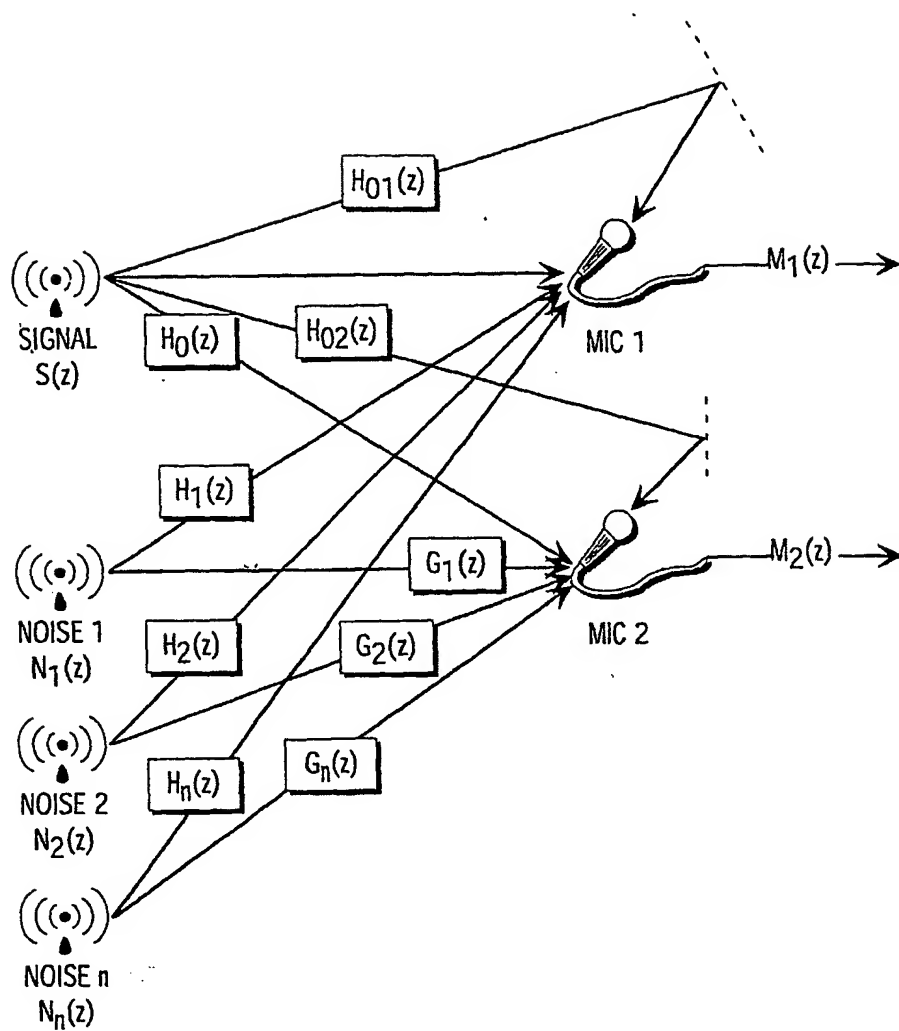 H01(z)
M1(z)
SIGNAL
S(z)
H0(z)
H02(z)
MIC 1
H1(z)
M2(z)
G1(z)
NOISE 1
N1(z)
H2(z)
G2(z)
MIC 2
Hn(z)
Gn(z)
NOISE 2
N2(z)
NOISE n
Nn(z)